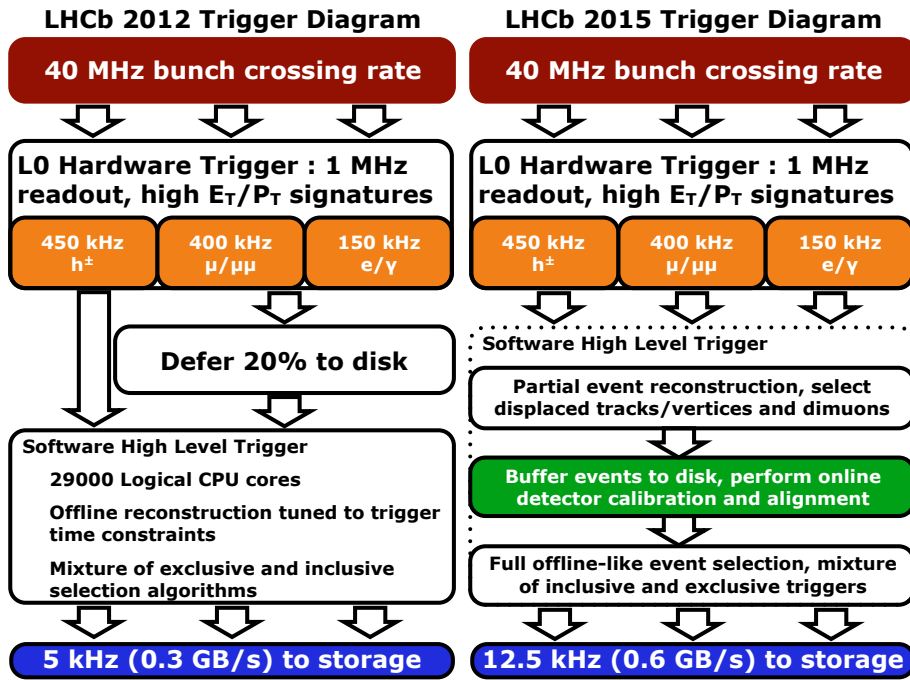 LHCb 2012 Trigger Diagram
40 MHz bunch crossing rate
L0 Hardware Trigger : 1 MHz
readout, high E_T/P_T signatures
450 kHz
h±
400 kHz
μ/μμ
150 kHz
e/γ
Defer 20% to disk
Software High Level Trigger
29000 Logical CPU cores
Offline reconstruction tuned to trigger
time constraints
Mixture of exclusive and inclusive
selection algorithms
5 kHz (0.3 GB/s) to storage
LHCb 2015 Trigger Diagram
40 MHz bunch crossing rate
L0 Hardware Trigger : 1 MHz
readout, high E_T/P_T signatures
450 kHz
h±
400 kHz
μ/μμ
150 kHz
e/γ
Software High Level Trigger
Partial event reconstruction, select
displaced tracks/vertices and dimuons
Buffer events to disk, perform online
detector calibration and alignment
Full offline-like event selection, mixture
of inclusive and exclusive triggers
12.5 kHz (0.6 GB/s) to storage